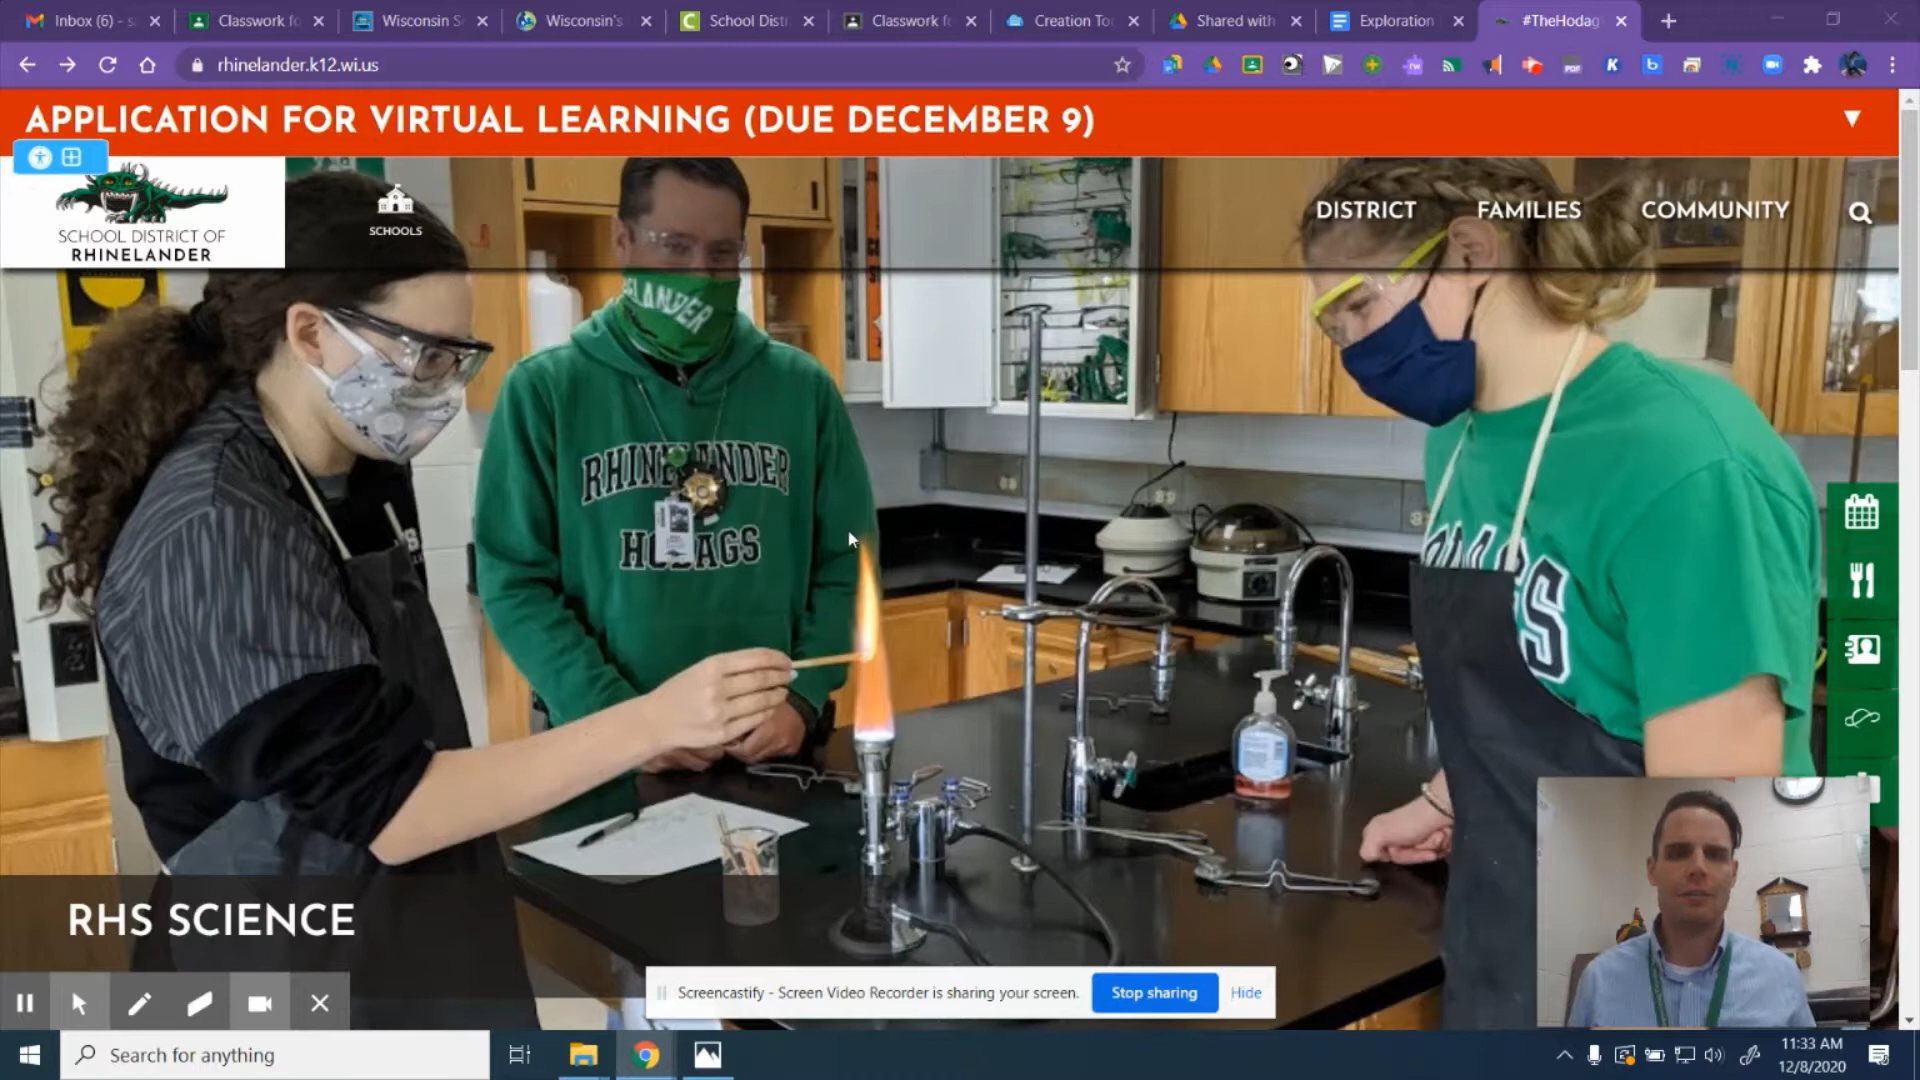 Inbox (6) - s
Classwork fo
Wisconsin S
Wisconsin's
School Distr
Classwork f
Creation To
Shared with
Exploration
#TheHodag
rhinelander.k12.wi.us
APPLICATION FOR VIRTUAL LEARNING (DUE DECEMBER 9)
SCHOOL DISTRICT OF
RHINELANDER
SCHOOLS
DISTRICT
FAMILIES
COMMUNITY
RHINELANDER
HODAGS
RHS SCIENCE
Screencastify - Screen Video Recorder is sharing your screen.
Stop sharing
Hide
Search for anything
11:33 AM
12/8/2020